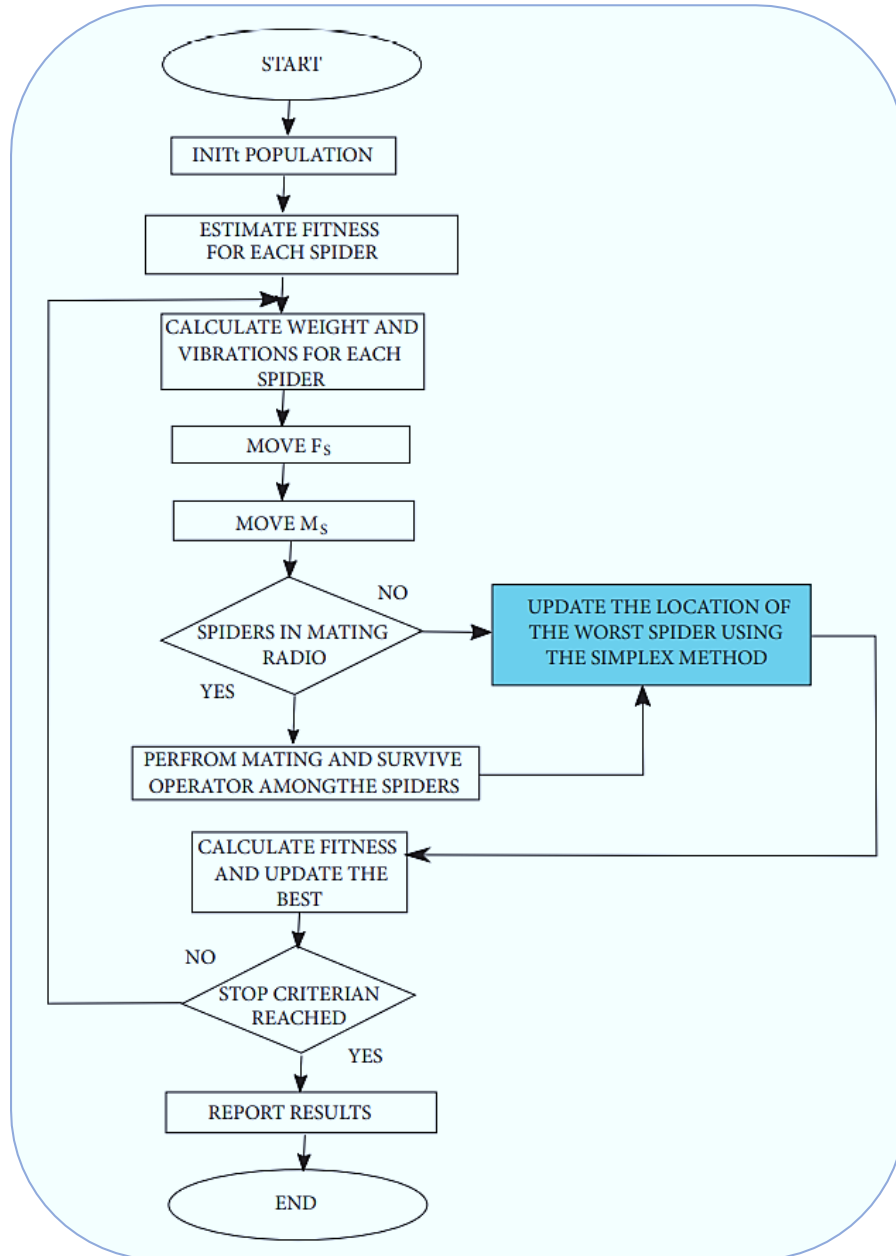 START
INITt POPULATION
ESTIMATE FITNESS
FOR EACH SPIDER
CALCULATE WEIGHT AND
VIBRATIONS FOR EACH
SPIDER
MOVE FS
MOVE MS
NO
SPIDERS IN MATING
RADIO
YES
UPDATE THE LOCATION OF
THE WORST SPIDER USING
THE SIMPLEX METHOD
PERFROM MATING AND SURVIVE
OPERATOR AMONGTHE SPIDERS
CALCULATE FITNESS
AND UPDATE THE
BEST
NO
STOP CRITERIAN
REACHED
YES
REPORT RESULTS
END